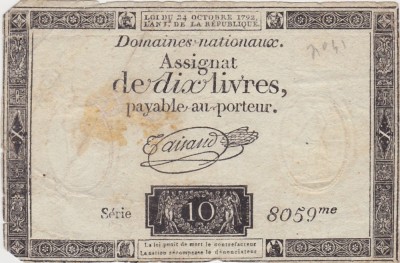 LOI DU 24 OCTOBRE 1792,
L'AN 1er DE LA RÉPUBLIQUE.
Domaines nationaux.
Assignat
de dix livres,
payable au porteur.
Taisaud
Série 10 8059me
La loi punit de mort le contrefacteur
La nation récompense le dénonciateur